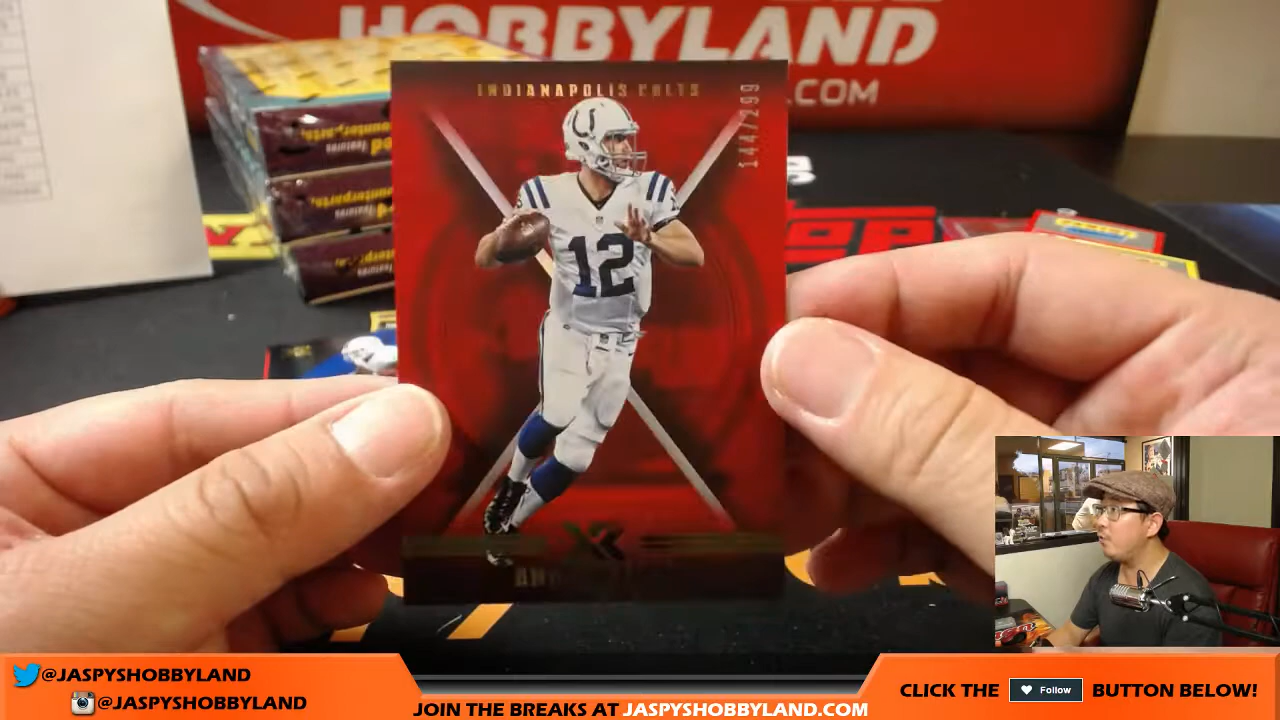 HOBBYLAND
.COM
INDIANAPOLIS COLTS
144/299
12
XR
@JASPYSHOBBYLAND
@JASPYSHOBBYLAND
JOIN THE BREAKS AT JASPYSHOBBYLAND.COM
CLICK THE Follow BUTTON BELOW!